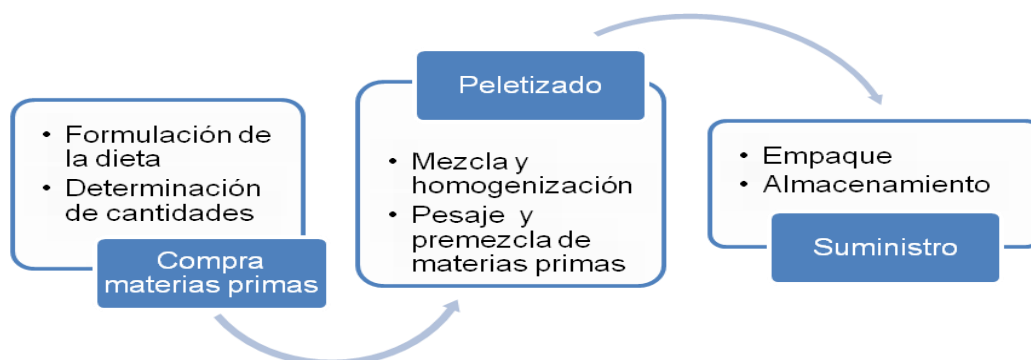 • Formulación de
la dieta
• Determinación
de cantidades
Compra
materias primas
Peletizado
• Mezcla y
homogenización
• Pesaje y
premezcla de
materias primas
• Empaque
• Almacenamiento
Suministro